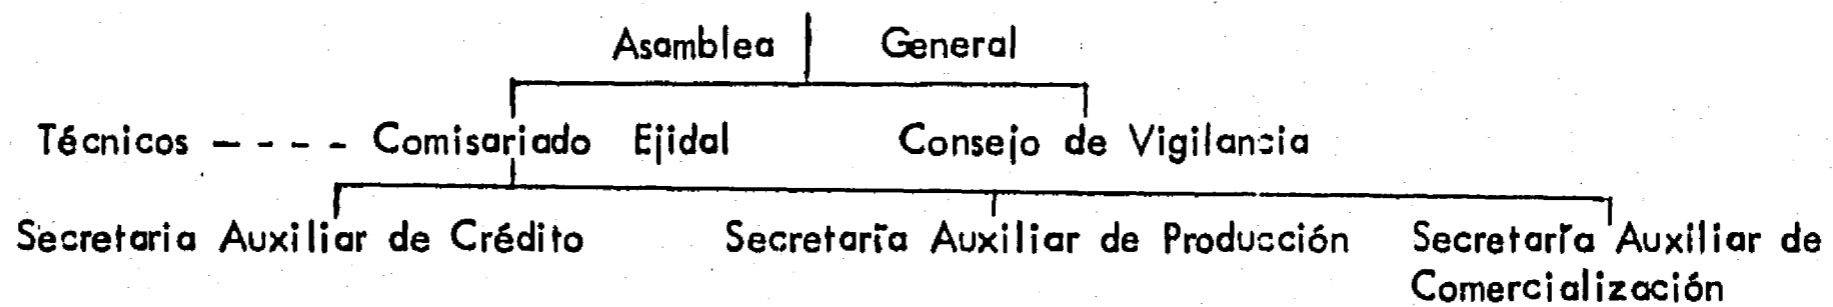 Asamblea General
Técnicos - - - - Comisariado Ejidal Consejo de Vigilancia
Secretaria Auxiliar de Crédito Secretaría Auxiliar de Producción Secretaría Auxiliar de
Comercialización